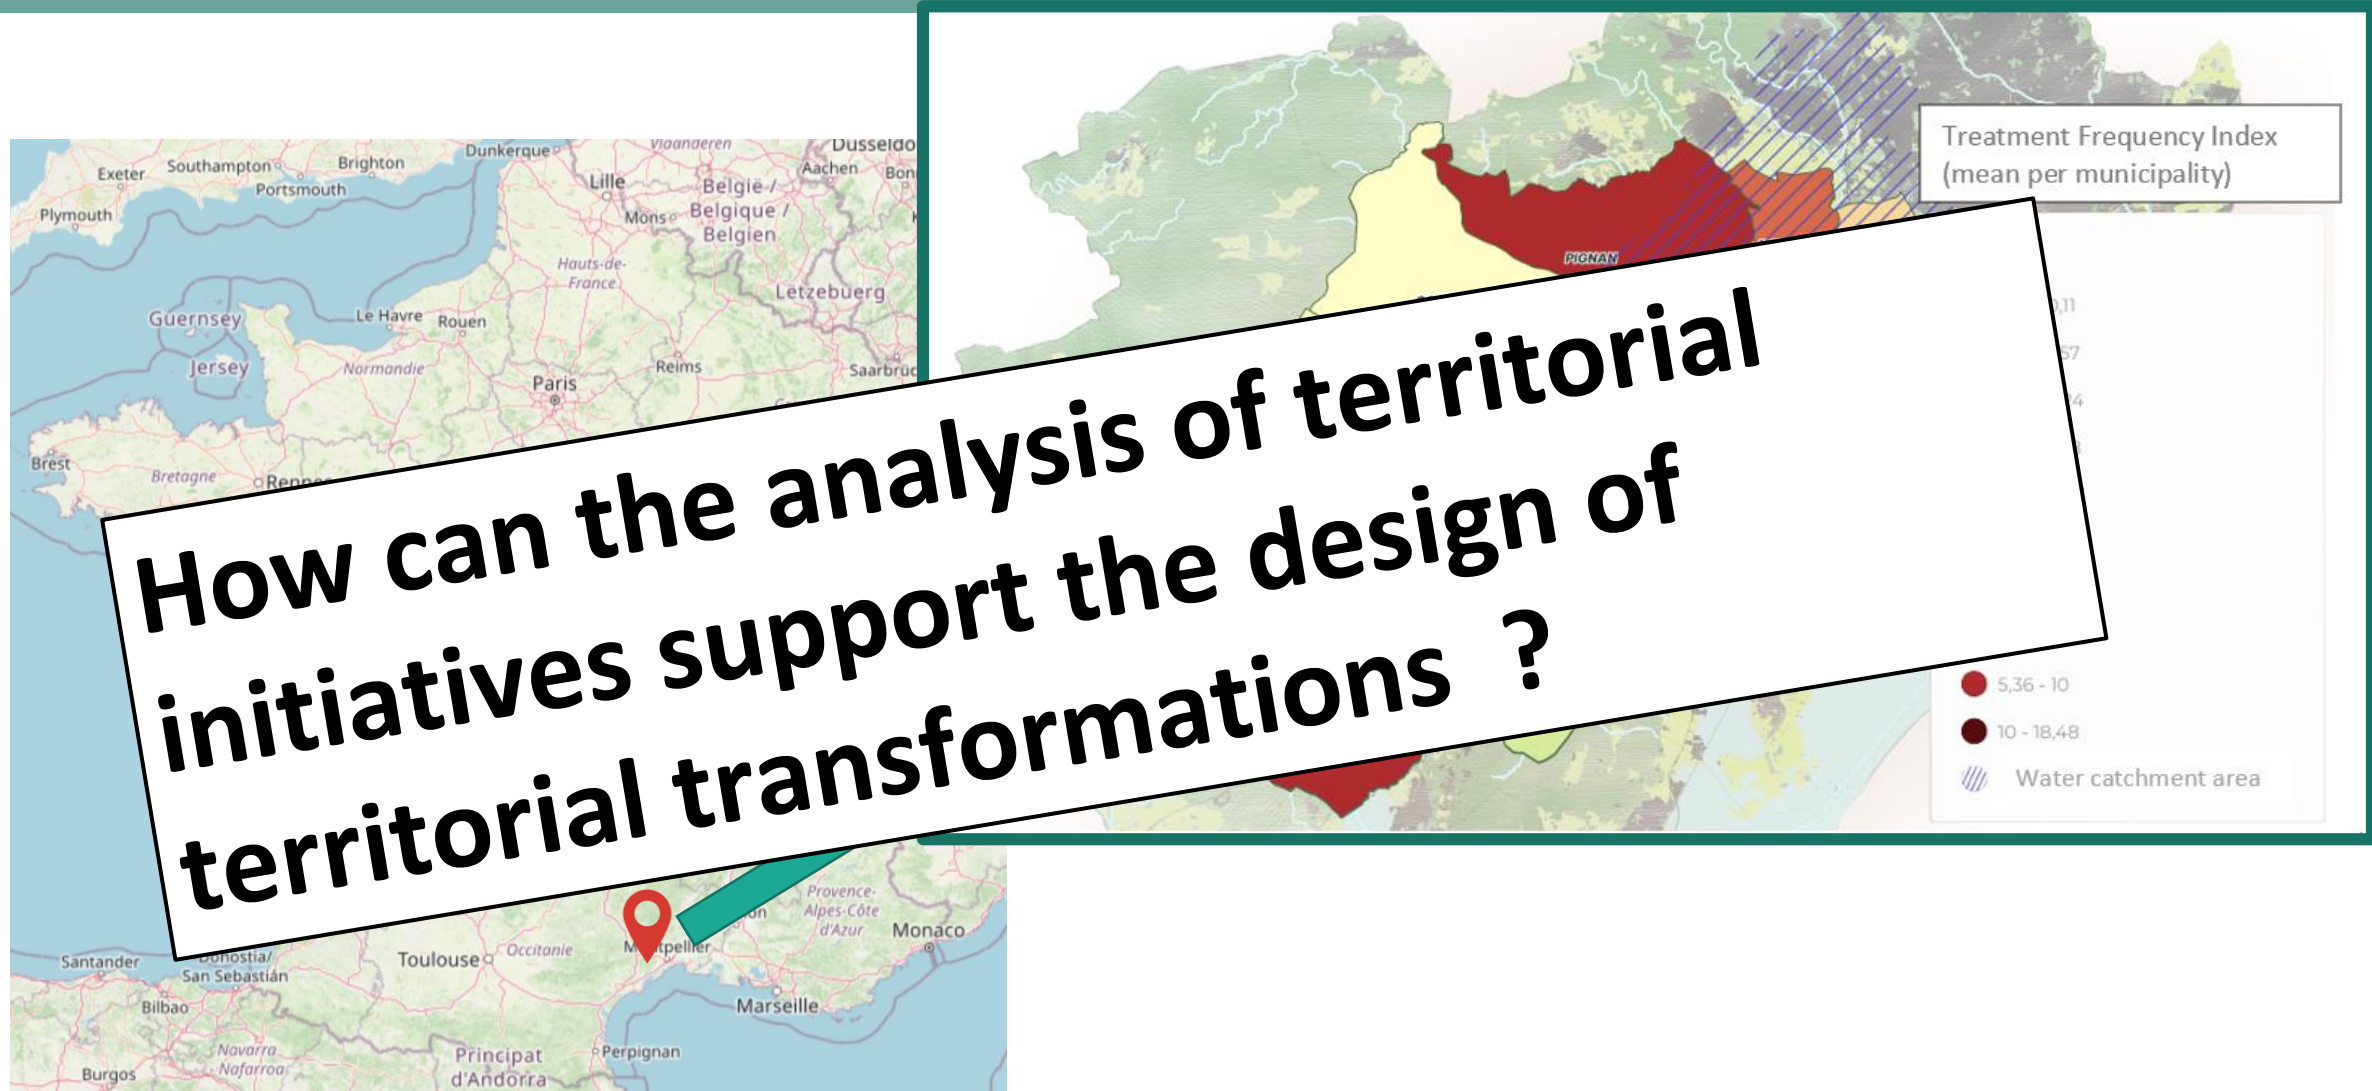 Treatment Frequency Index
(mean per municipality)
PIGNAN
5,36 - 10
10 - 18,48
Water catchment area
How can the analysis of territorial
initiatives support the design of
territorial transformations ?
Exeter
Southampton
Brighton
Portsmouth
Plymouth
Dunkerque
Vlaanderen
Aachen
Lille
België /
Belgique /
Belgien
Mons
Hauts-de-
France
Lëtzebuerg
Guernsey
Jersey
Le Havre
Rouen
Normandie
Paris
Reims
Brest
Bretagne
Provence-
Alpes-Côte
d'Azur
Monaco
Santander
Donostia/
San Sebastián
Toulouse
Occitanie
Bilbao
Marseille
Navarra
- Nafarroa
Burgos
Principat
d'Andorra
Perpignan